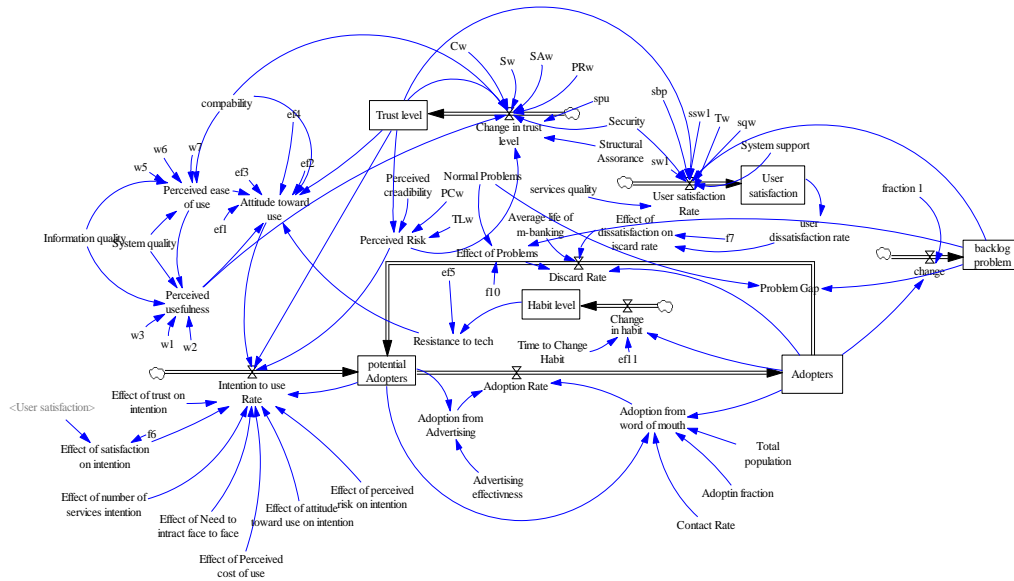 Cw
Sw
SAw
PRw
spu
sbp
ssw1
Tw
sqw
compability
ef4
Trust level
Change in trust
level
Security
System support
Structural
Assorance
sw1
w6
w7
w5
ef3
ef2
Perceived ease
of use
Attitude toward
use
ef1
Perceived
creadibility
PCw
TLw
Perceived Risk
Normal Problems
services quality
User satisfaction
Rate
User
satisfaction
fraction 1
Average life of
m-banking
Effect of
dissatisfaction on
iscard rate
f7
user
dissatisfaction rate
Information quality
System quality
Effect of Problems
Discard Rate
backlog
problem
change
Problem Gap
Perceived
usefulness
w3
w1
w2
ef5
f10
Habit level
Change
in habit
Resistance to tech
Time to Change
Habit
ef11
Intention to use
Rate
potential
Adopters
Adoption Rate
Adopters
Effect of trust on
intention
<User satisfaction>
f6
Effect of satisfaction
on intention
Adoption from
Advertising
Adoption from
word of mouth
Total
population
Advertising
effectivness
Adoptin fraction
Contact Rate
Effect of number of
services intention
Effect of Need to
intract face to face
Effect of Perceived
cost of use
Effect of attitude
toward use on intention
Effect of perceived
risk on intention